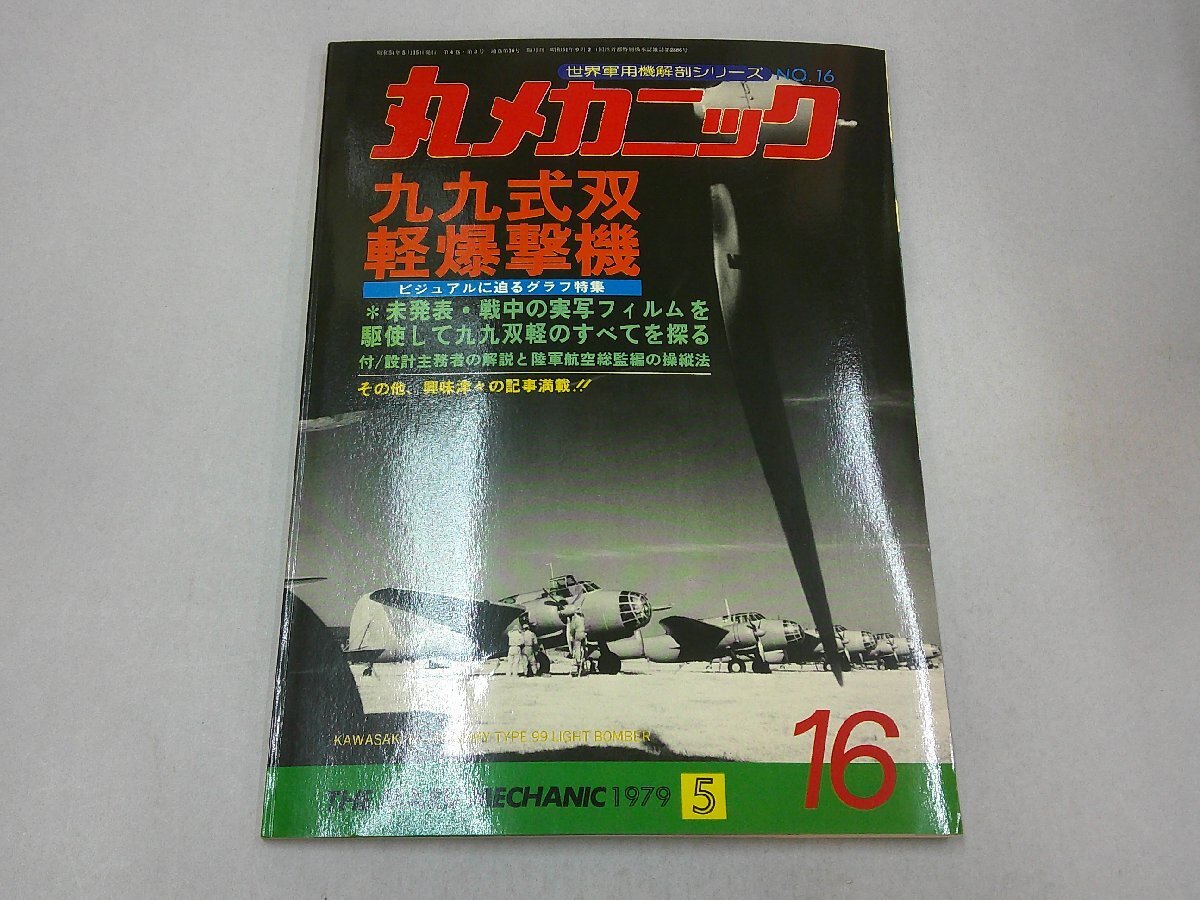 世界軍用機解剖シリーズ NO.16
丸メカニック
九九式双
軽爆撃機
ビジュアルに迫るグラフ特集
*未発表・戦中の実写フィルムを
駆使して九九双軽のすべてを探る
付/設計主務者の解説と陸軍航空総監編の操縦法
その他、興味津々の記事満載!!
KAWASAKI TYPE 99 LIGHT BOMBER
16
THE MECHANIC 1979 5